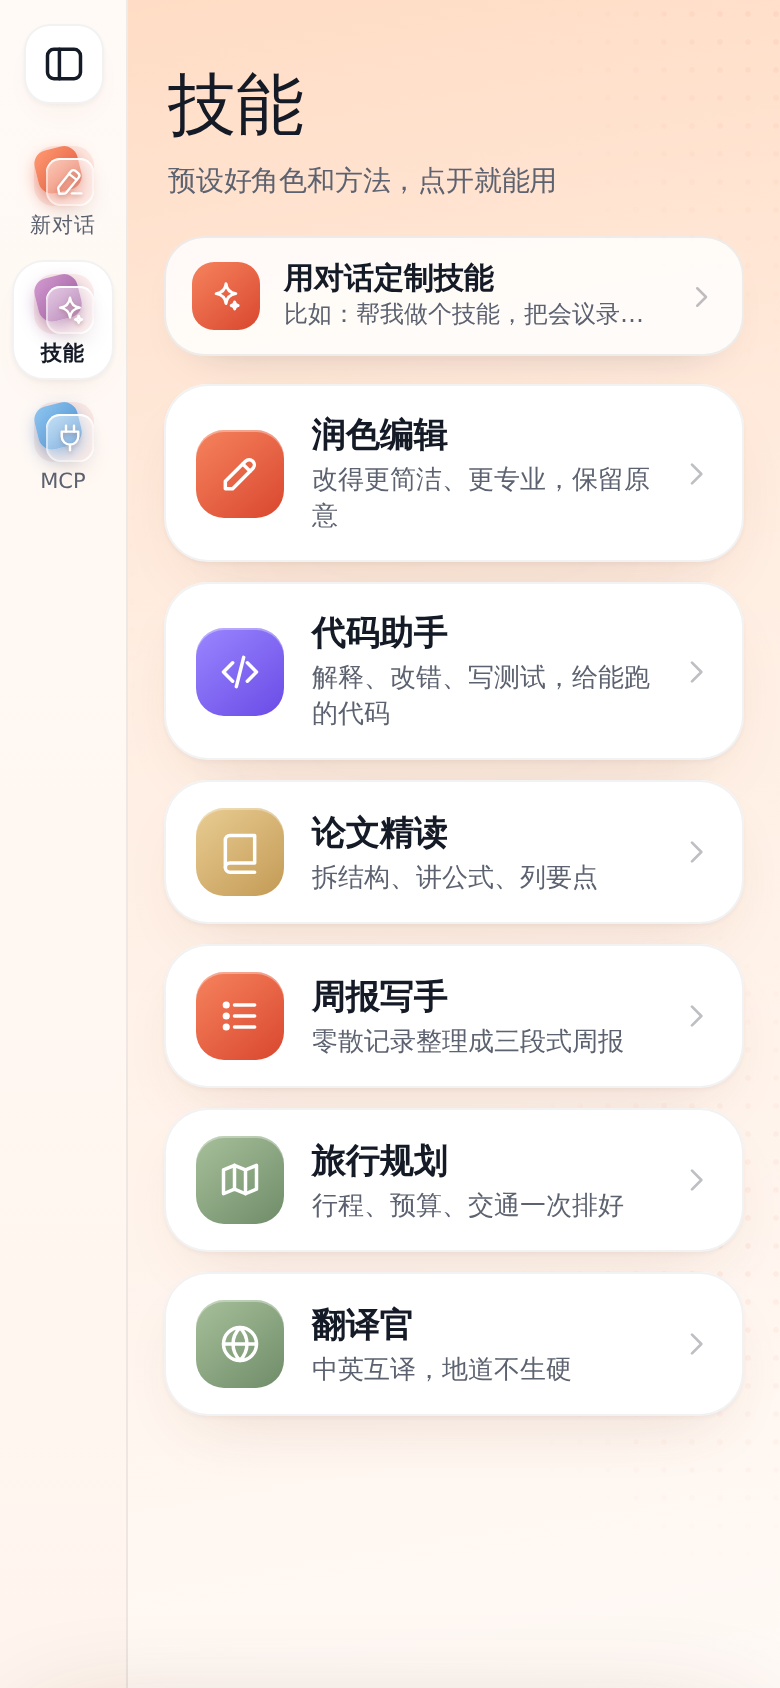 新对话
技能
MCP
技能
预设好角色和方法，点开就能用
用对话定制技能
比如：帮我做个技能，把会议录…
润色编辑
改得更简洁、更专业，保留原
意
代码助手
解释、改错、写测试，给能跑
的代码
论文精读
拆结构、讲公式、列要点
周报写手
零散记录整理成三段式周报
旅行规划
行程、预算、交通一次排好
翻译官
中英互译，地道不生硬